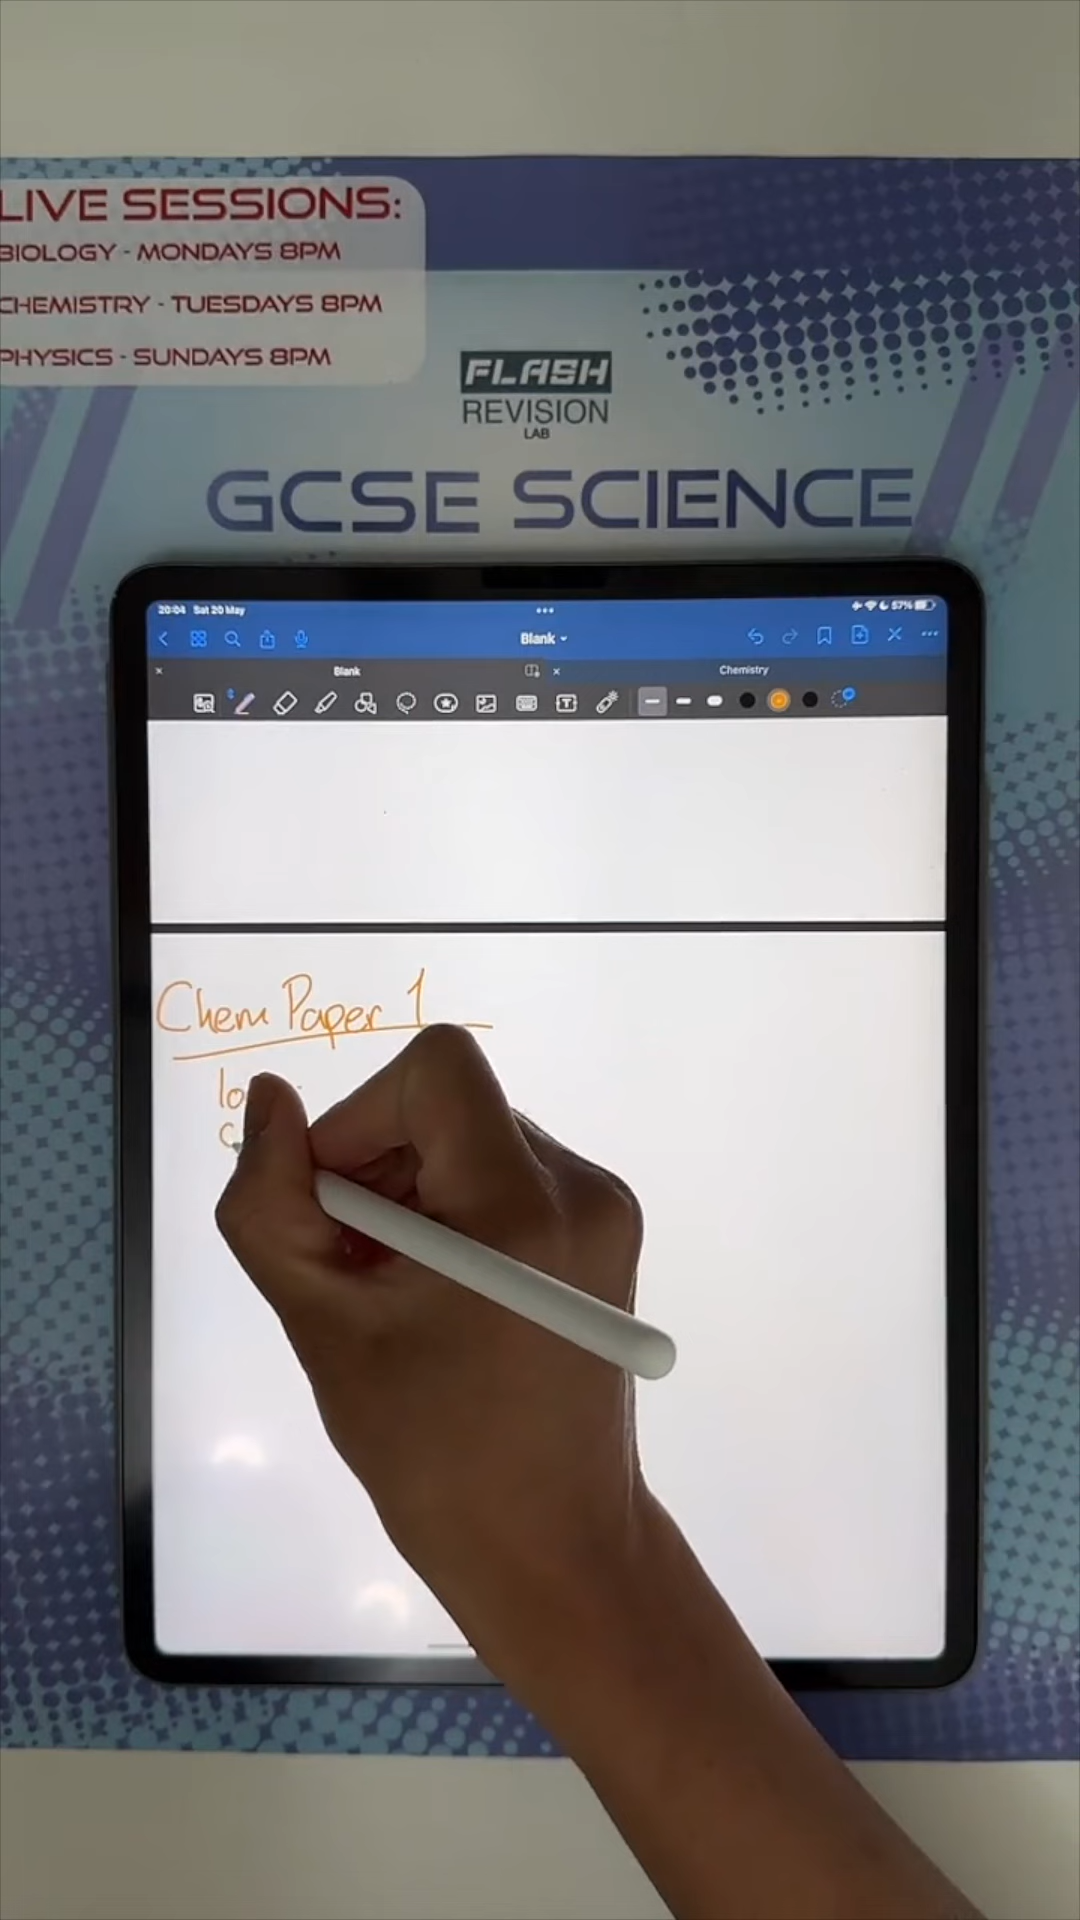 LIVE SESSIONS:
BIOLOGY - MONDAYS 8PM
CHEMISTRY - TUESDAYS 8PM
PHYSICS - SUNDAYS 8PM
FLASH
REVISION
LAB
GCSE SCIENCE
20:04 Sat 20 May
57%
Blank
Blank
Chemistry
Chem Paper 1